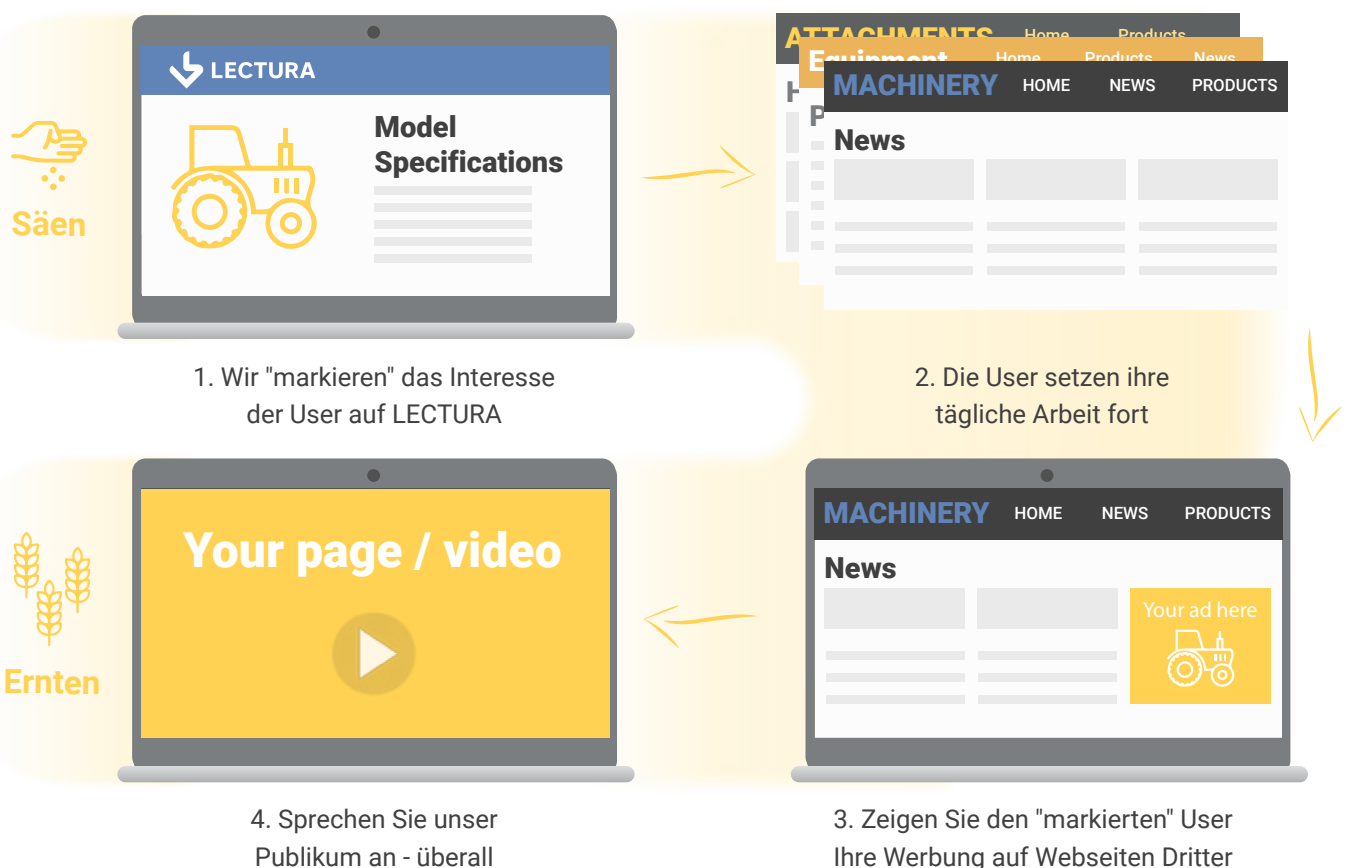 LECTURA
Model
Specifications
Säen
ATTACHMENTS Home Products
Equipment Home Products News
MACHINERY HOME NEWS PRODUCTS
News
1. Wir "markieren" das Interesse
der User auf LECTURA
2. Die User setzen ihre
tägliche Arbeit fort
MACHINERY HOME NEWS PRODUCTS
News
Your ad here
3. Zeigen Sie den "markierten" User
Ihre Werbung auf Webseiten Dritter
Your page / video
Ernten
4. Sprechen Sie unser
Publikum an - überall